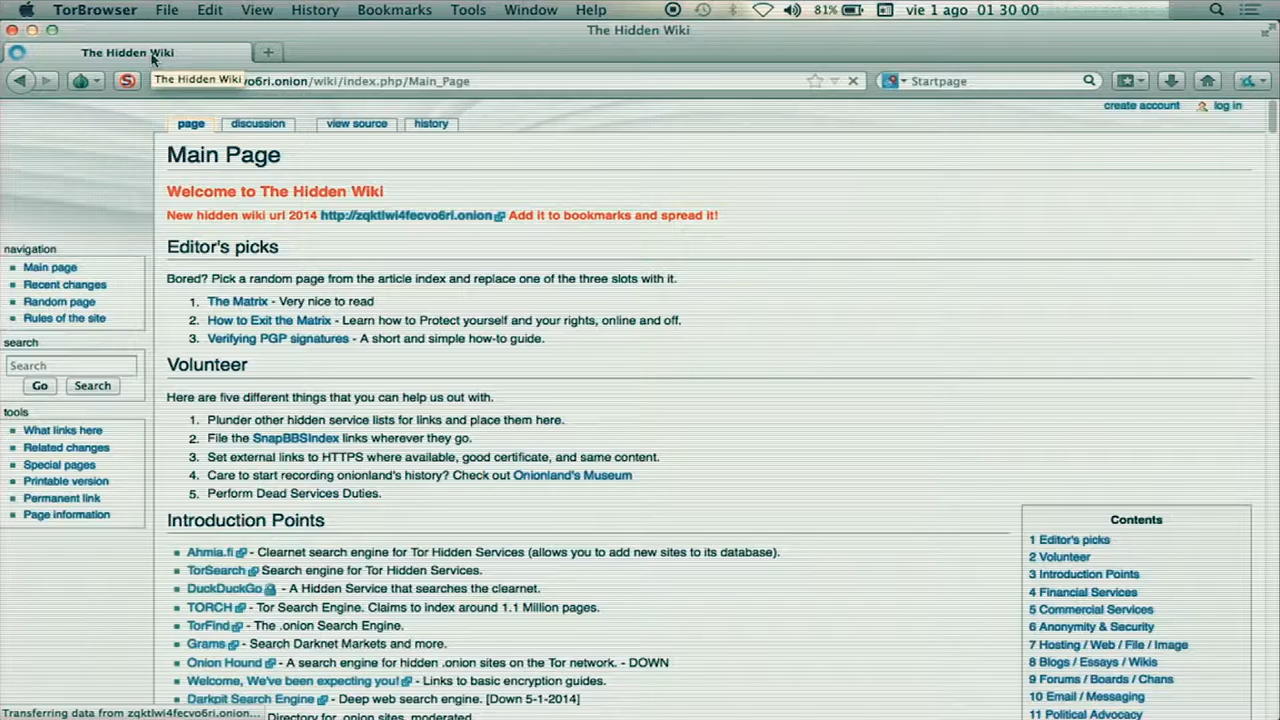 TorBrowser File Edit View History Bookmarks Tools Window Help 81% vie 1 ago 01 30 00
The Hidden Wiki
The Hidden Wiki
The Hidden Wiki
vo6ri.onion/wiki/index.php/Main_Page
Startpage
create account log in
page discussion view source history
Main Page
Welcome to The Hidden Wiki
New hidden wiki url 2014 http://zqktlwi4fecvo6ri.onion Add it to bookmarks and spread it!
Editor's picks
Bored? Pick a random page from the article index and replace one of the three slots with it.
1. The Matrix - Very nice to read
2. How to Exit the Matrix - Learn how to Protect yourself and your rights, online and off.
3. Verifying PGP signatures - A short and simple how-to guide.
Volunteer
Here are five different things that you can help us out with.
1. Plunder other hidden service lists for links and place them here.
2. File the SnapBBSIndex links wherever they go.
3. Set external links to HTTPS where available, good certificate, and same content.
4. Care to start recording onionland's history? Check out Onionland's Museum
5. Perform Dead Services Duties.
Introduction Points
Ahmia.fi - Clearnet search engine for Tor Hidden Services (allows you to add new sites to its database).
TorSearch Search engine for Tor Hidden Services.
DuckDuckGo - A Hidden Service that searches the clearnet.
TORCH - Tor Search Engine. Claims to index around 1.1 Million pages.
TorFind - The .onion Search Engine.
Grams - Search Darknet Markets and more.
Onion Hound - A search engine for hidden .onion sites on the Tor network. - DOWN
Welcome, We've been expecting you! - Links to basic encryption guides.
Darkpit Search Engine - Deep web search engine. [Down 5-1-2014]
Directory for .onion sites, moderated.
navigation
Main page
Recent changes
Random page
Rules of the site
search
Search
Go Search
tools
What links here
Related changes
Special pages
Printable version
Permanent link
Page information
Contents
1 Editor's picks
2 Volunteer
3 Introduction Points
4 Financial Services
5 Commercial Services
6 Anonymity & Security
7 Hosting / Web / File / Image
8 Blogs / Essays / Wikis
9 Forums / Boards / Chans
10 Email / Messaging
11 Political Advocacy
Transferring data from zqktlwi4fecvo6ri.onion...